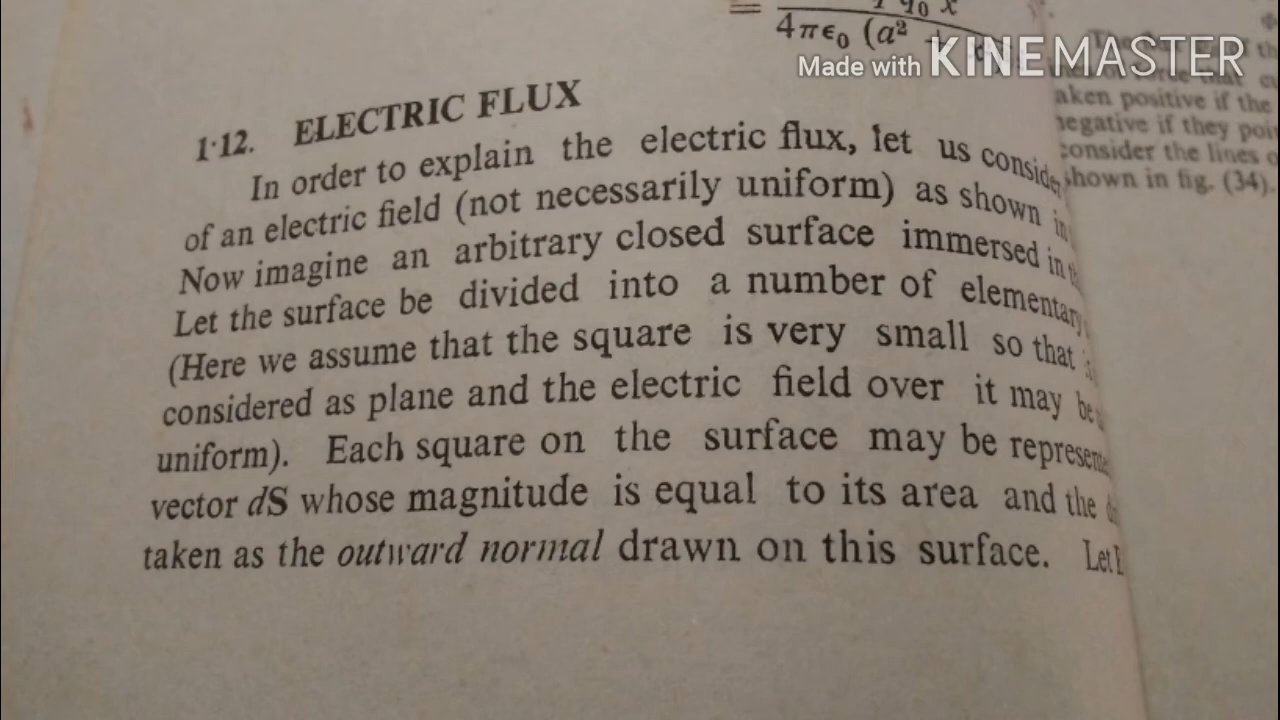 4πϵ₀ (a²
Made with KINEMASTER
1·12. ELECTRIC FLUX
In order to explain the electric flux, let us consider
of an electric field (not necessarily uniform) as shown in
Now imagine an arbitrary closed surface immersed in
Let the surface be divided into a number of elementary
(Here we assume that the square is very small so that
considered as plane and the electric field over it may be
uniform). Each square on the surface may be
vector dS whose magnitude is equal to its area and the
taken as the outward normal drawn on this surface. Let
aken positive if the
negative if they
consider the lines
shown in fig. (34).